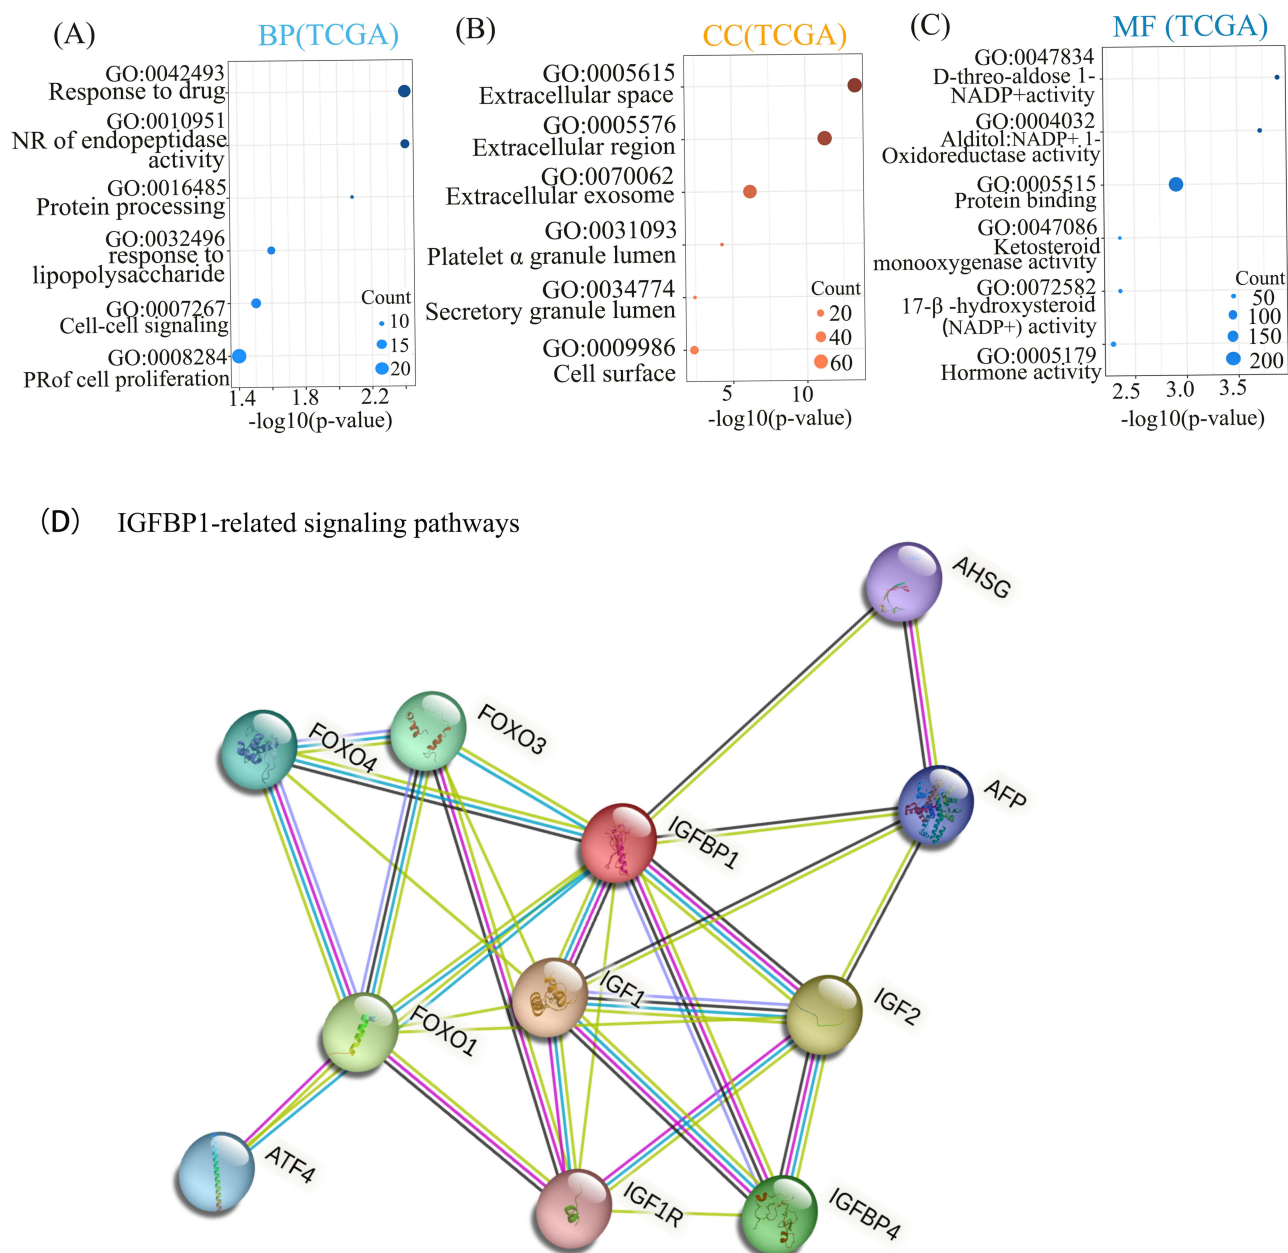 (A)
BP(TCGA)
GO:0042493
Response to drug
GO:0010951
NR of endopeptidase
activity
GO:0016485
Protein processing
GO:0032496
response to
lipopolysaccharide
GO:0007267
Cell-cell signaling
GO:0008284
PRof cell proliferation
Count
10
15
20
1.4
1.8
2.2
-log10(p-value)
(B)
CC(TCGA)
GO:0005615
Extracellular space
GO:0005576
Extracellular region
GO:0070062
Extracellular exosome
GO:0031093
Platelet α granule lumen
GO:0034774
Secretory granule lumen
GO:0009986
Cell surface
Count
20
40
60
5
10
-log10(p-value)
(C)
MF (TCGA)
GO:0047834
D-threo-aldose 1-
NADP+activity
GO:0004032
Alditol:NADP+ 1-
Oxidoreductase activity
GO:0005515
Protein binding
GO:0047086
Ketosteroid
monooxygenase activity
GO:0072582
17-β -hydroxysteroid
(NADP+) activity
GO:0005179
Hormone activity
Count
50
100
150
200
2.5
3.0
3.5
-log10(p-value)
(D) IGFBP1-related signaling pathways
AHSG
FOXO4
FOXO3
AFP
IGFBP1
IGF1
IGF2
FOXO1
ATF4
IGF1R
IGFBP4